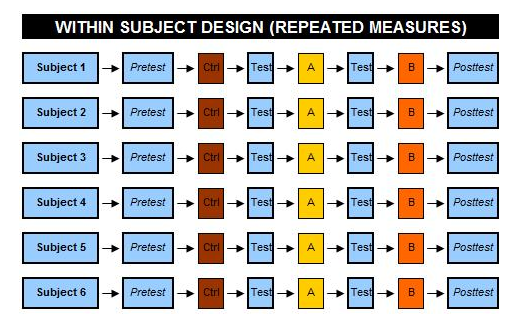 WITHIN SUBJECT DESIGN (REPEATED MEASURES)
Subject 1 Pretest Ctrl Test A Test B Posttest
Subject 2 Pretest Ctrl Test A Test B Posttest
Subject 3 Pretest Ctrl Test A Test B Posttest
Subject 4 Pretest Ctrl Test A Test B Posttest
Subject 5 Pretest Ctrl Test A Test B Posttest
Subject 6 Pretest Ctrl Test A Test B Posttest